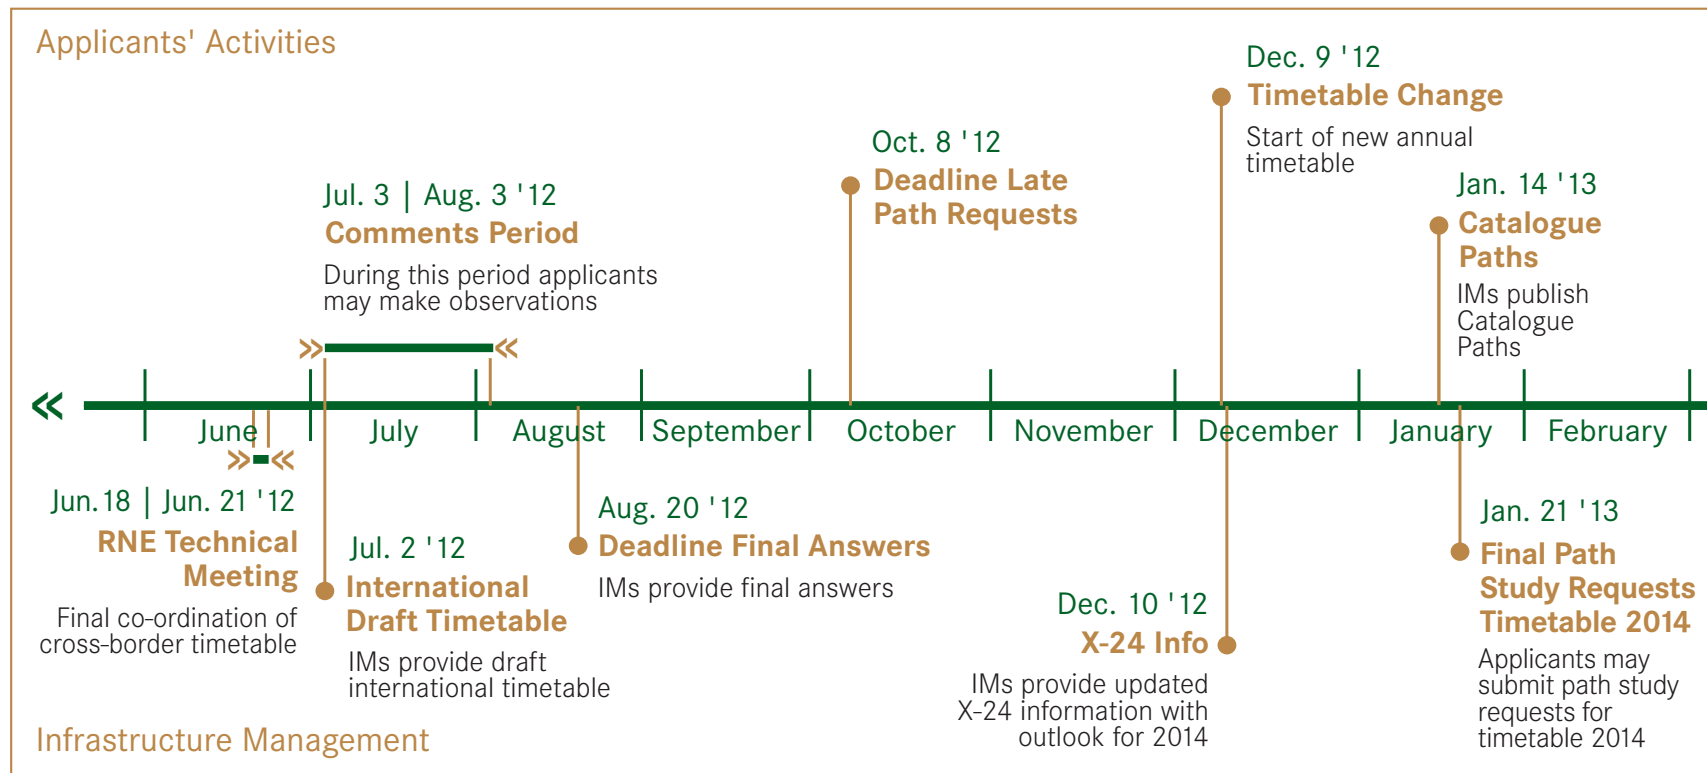 Applicants' Activities
Dec. 9 '12
Timetable Change
Start of new annual
timetable
Oct. 8 '12
Deadline Late
Path Requests
Jan. 14 '13
Catalogue
Paths
IMs publish
Catalogue
Paths
Jul. 3 | Aug. 3 '12
Comments Period
During this period applicants
may make observations
» «
«
June July August September October November December January February
» «
Jun.18 | Jun. 21 '12
RNE Technical
Meeting
Final co-ordination of
cross-border timetable
Jul. 2 '12
International
Draft Timetable
IMs provide draft
international timetable
Aug. 20 '12
Deadline Final Answers
IMs provide final answers
Dec. 10 '12
X-24 Info
IMs provide updated
X-24 information with
outlook for 2014
Jan. 21 '13
Final Path
Study Requests
Timetable 2014
Applicants may
submit path study
requests for
timetable 2014
Infrastructure Management